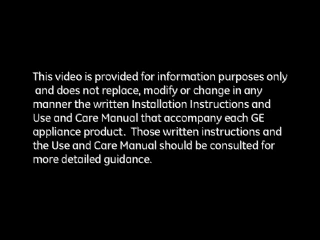 This video is provided for information purposes only
and does not replace, modify or change in any
manner the written Installation Instructions and
Use and Care Manual that accompany each GE
appliance product. Those written instructions and
the Use and Care Manual should be consulted for
more detailed guidance.